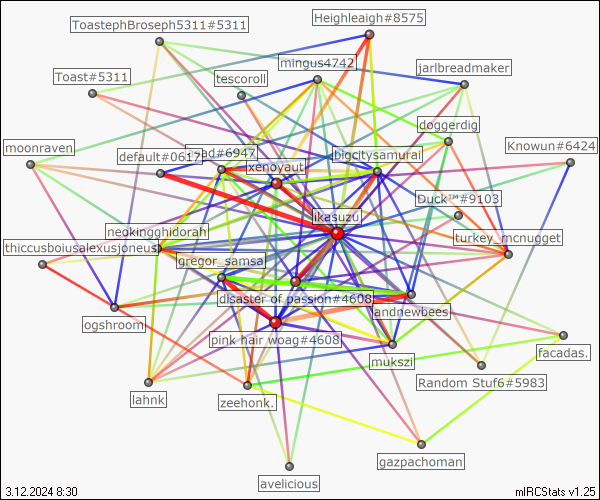 Heighleigh#8575
ToastephBroseph5311#5311
mingus4742
jarlbreadmaker
Toast#5311
tescoroll
doggerdig
Knowun#6424
moonraven
default#0617
bd#6947
bigcitysamurai
xenoyaut
Duck™#9103
ikasuzu
neokingghidorah
turkey_mcnugget
thiccusboiusalexusjoneus
gregor_samsa
disaster of passion#4608
andnewbees
ogshroom
pink hair woag#4608
mukszi
facadas.
Random Stuf6#5983
lahnk
zeehonk.
gazpachoman
avelicious
3.12.2024 8:30
mIRCStats v1.25